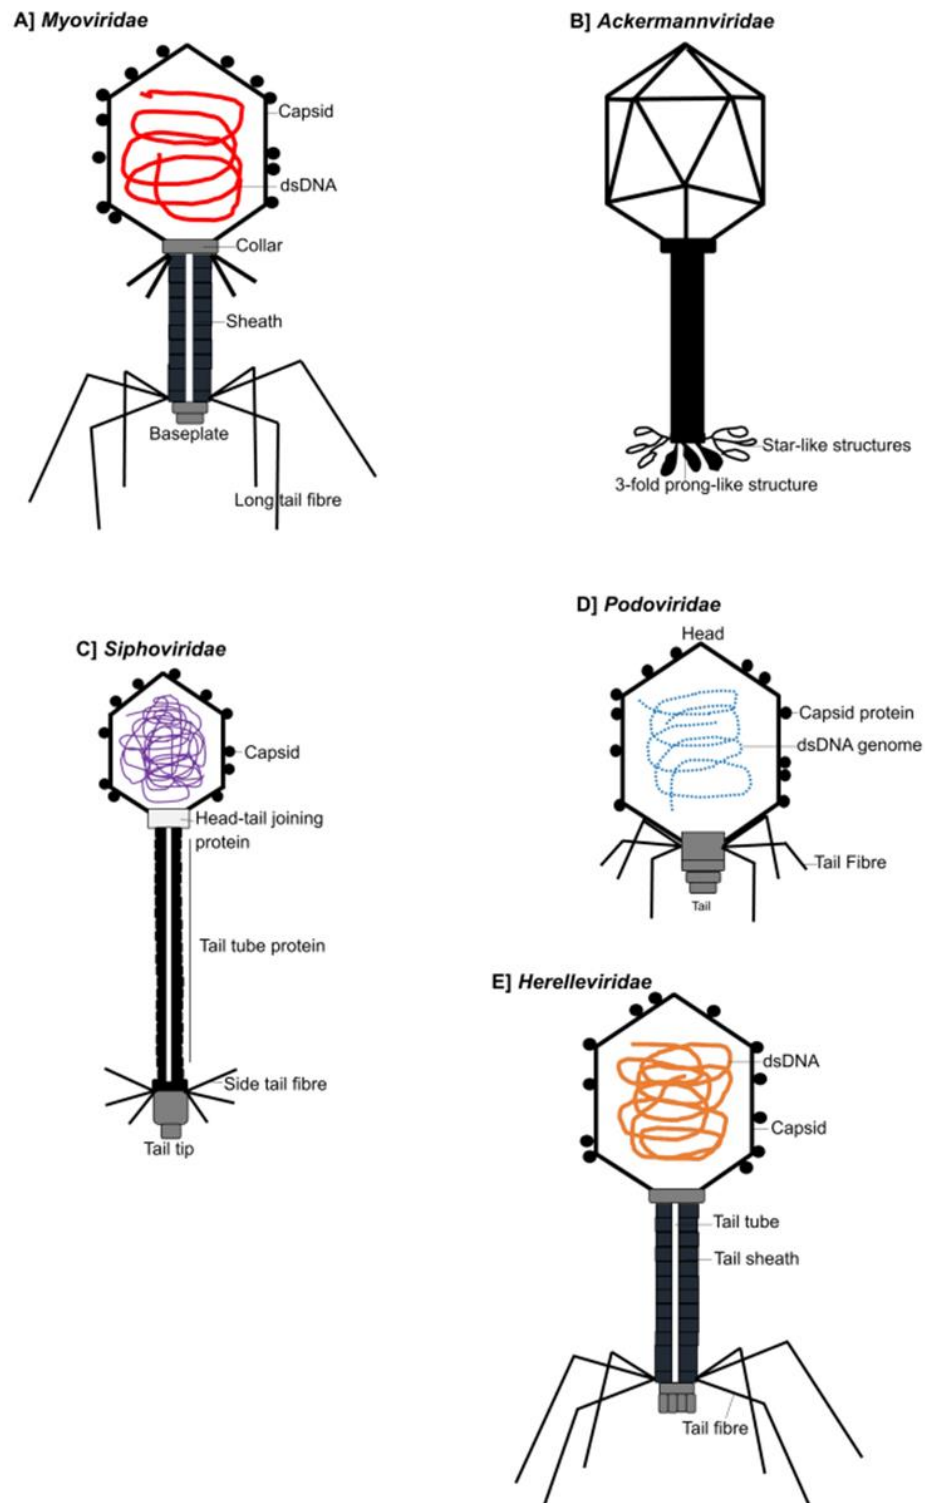 A] Myoviridae
Capsid
dsDNA
Collar
Sheath
Baseplate
Long tail fibre
B] Ackermannviridae
Star-like structures
3-fold prong-like structure
C] Siphoviridae
Capsid
Head-tail joining
protein
Tail tube protein
Side tail fibre
Tail tip
D] Podoviridae
Head
Capsid protein
dsDNA genome
Tail Fibre
Tail
E] Herelleviridae
dsDNA
Capsid
Tail tube
Tail sheath
Tail fibre